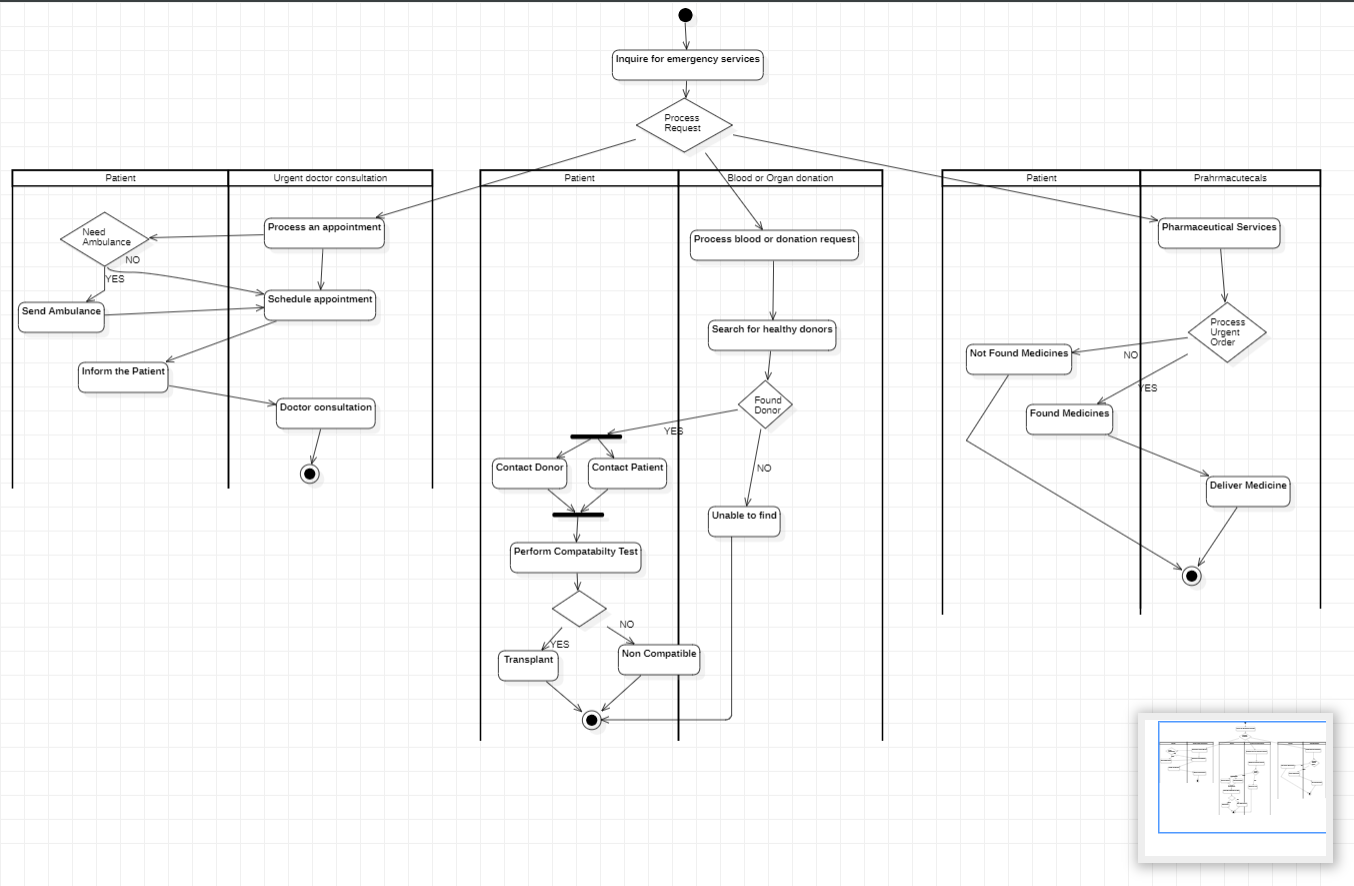 Inquire for emergency services
Process
Request
Patient
Urgent doctor consultation
Patient
Blood or Organ donation
Patient
Prahrmacutecals
Need
Ambulance
Process an appointment
NO
YES
Schedule appointment
Send Ambulance
Inform the Patient
Doctor consultation
Process blood or donation request
Search for healthy donors
Found
Donor
YES
NO
Contact Donor
Contact Patient
Unable to find
Perform Compatabilty Test
NO
YES
Transplant
Non Compatible
Pharmaceutical Services
Process
Urgent
Order
Not Found Medicines
NO
YES
Found Medicines
Deliver Medicine